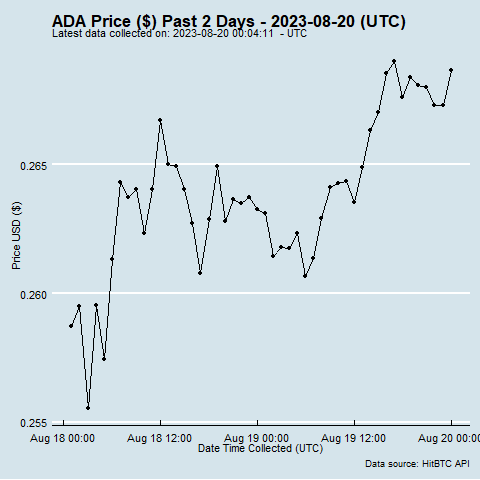 ADA Price ($) Past 2 Days - 2023-08-20 (UTC)
Latest data collected on: 2023-08-20 00:04:11 - UTC
0.265
0.260
0.255
Price USD ($)
Aug 18 00:00 Aug 18 12:00 Aug 19 00:00 Aug 19 12:00 Aug 20 00:00
Date Time Collected (UTC)
Data source: HitBTC API